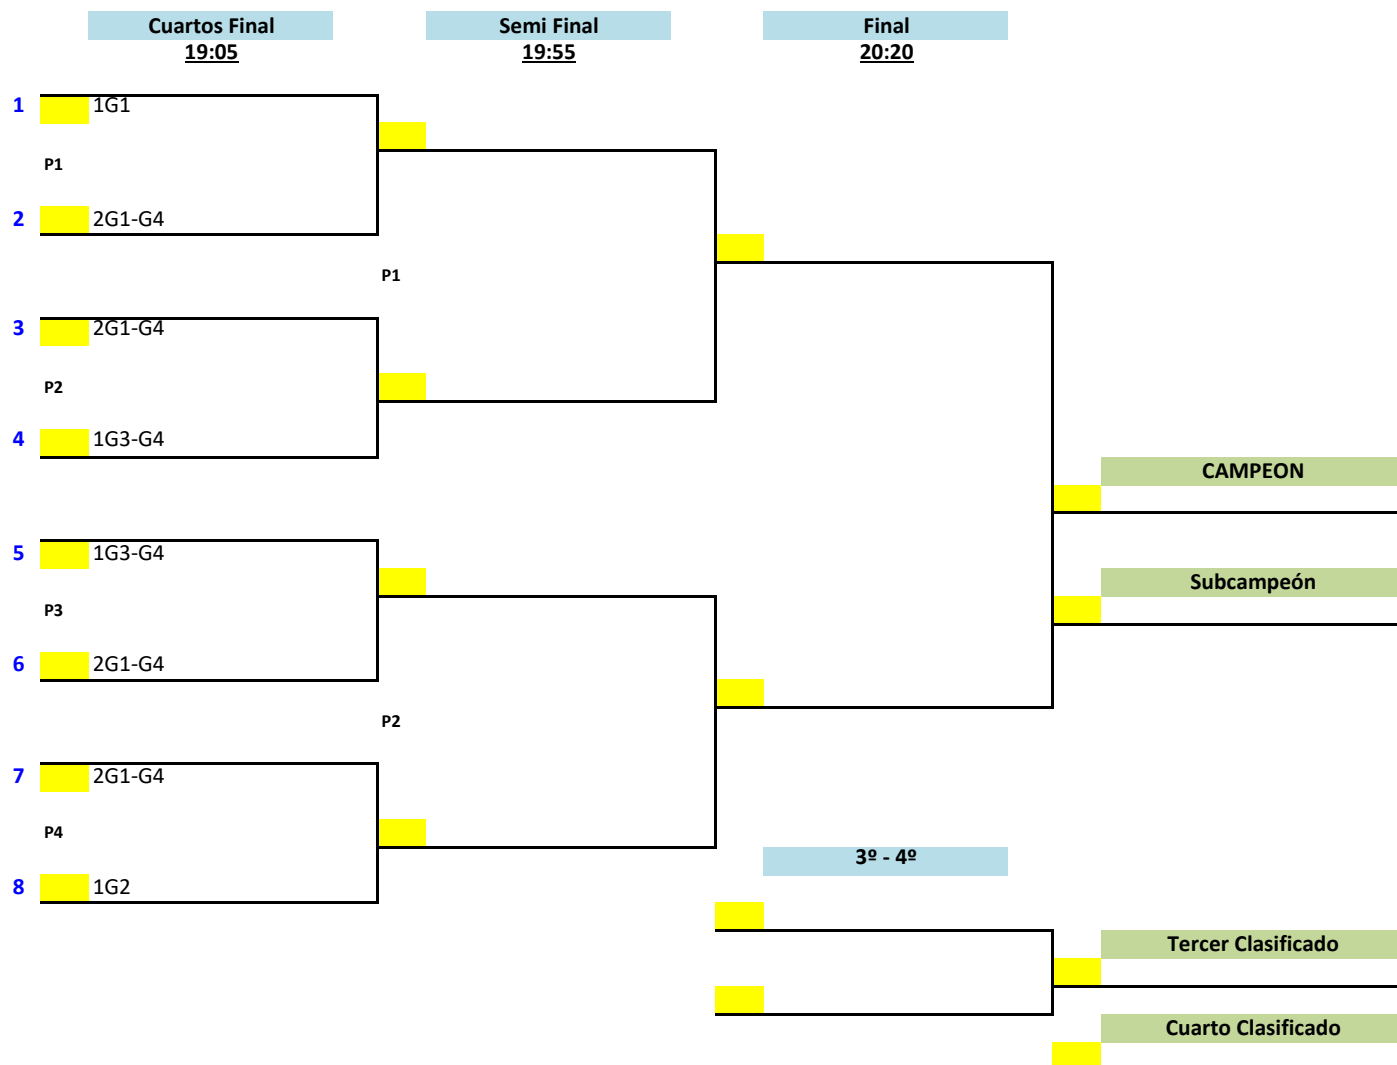 Cuartos Final
Semi Final
Final
19:05
19:55
20:20
1 1G1
P1
2 2G1-G4
P1
3 2G1-G4
P2
4 1G3-G4
CAMPEON
5 1G3-G4
Subcampeón
P3
6 2G1-G4
P2
7 2G1-G4
P4
3º - 4º
8 1G2
Tercer Clasificado
Cuarto Clasificado